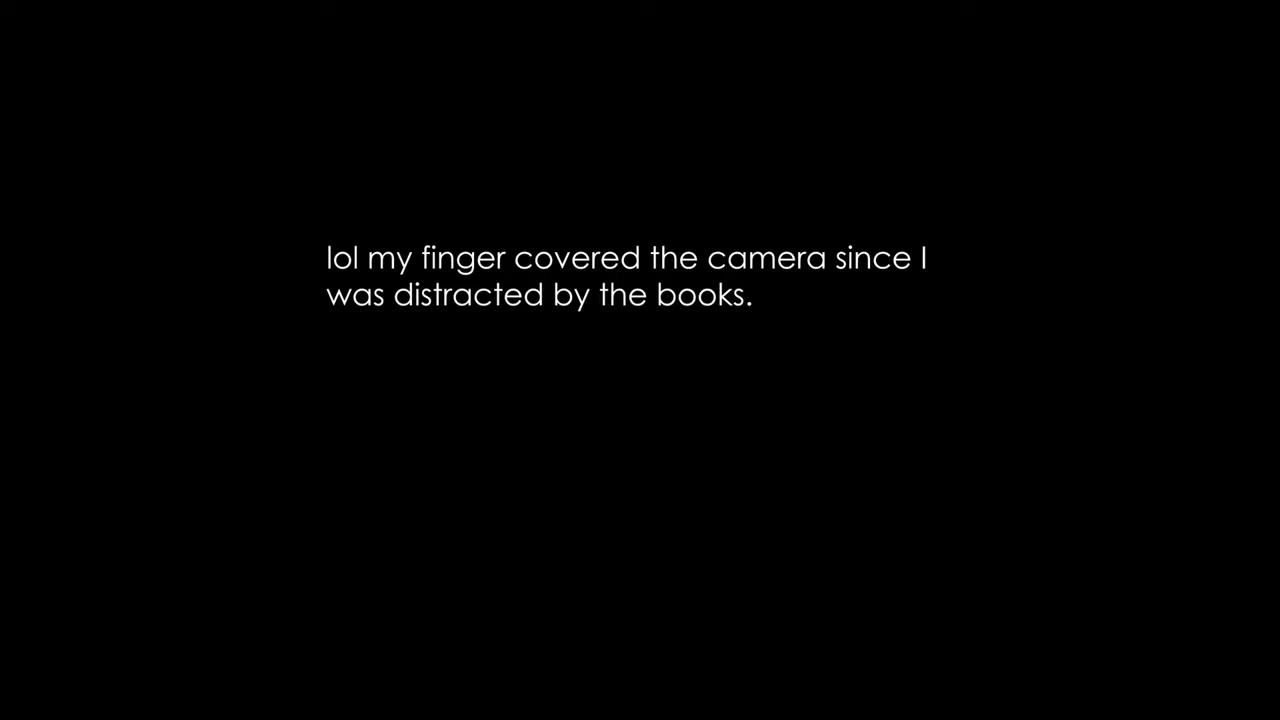 lol my finger covered the camera since I
was distracted by the books.